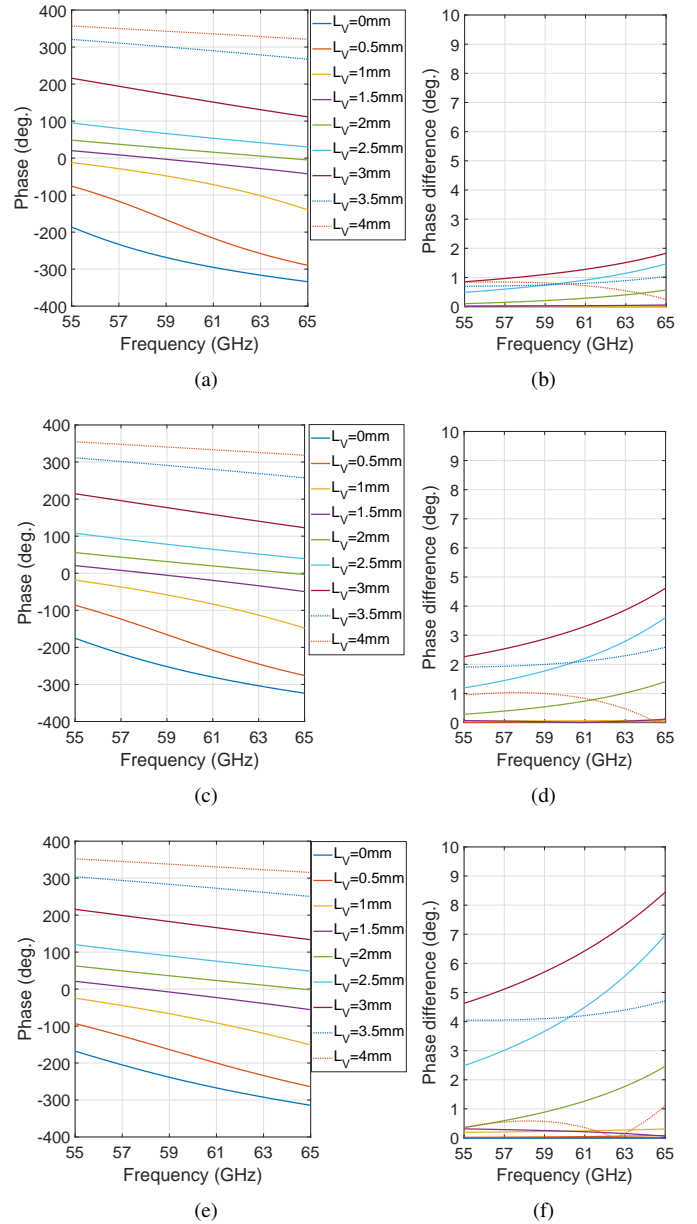 400
300
200
100
0
-100
-200
-300
-400
Phase (deg.)
55 57 59 61 63 65
Frequency (GHz)
L_V=0mm
L_V=0.5mm
L_V=1mm
L_V=1.5mm
L_V=2mm
L_V=2.5mm
L_V=3mm
L_V=3.5mm
L_V=4mm
(a)
10
9
8
7
6
5
4
3
2
1
0
Phase difference (deg.)
55 57 59 61 63 65
Frequency (GHz)
(b)
400
300
200
100
0
-100
-200
-300
-400
Phase (deg.)
55 57 59 61 63 65
Frequency (GHz)
L_V=0mm
L_V=0.5mm
L_V=1mm
L_V=1.5mm
L_V=2mm
L_V=2.5mm
L_V=3mm
L_V=3.5mm
L_V=4mm
(c)
10
9
8
7
6
5
4
3
2
1
0
Phase difference (deg.)
55 57 59 61 63 65
Frequency (GHz)
(d)
400
300
200
100
0
-100
-200
-300
-400
Phase (deg.)
55 57 59 61 63 65
Frequency (GHz)
L_V=0mm
L_V=0.5mm
L_V=1mm
L_V=1.5mm
L_V=2mm
L_V=2.5mm
L_V=3mm
L_V=3.5mm
L_V=4mm
(e)
10
9
8
7
6
5
4
3
2
1
0
Phase difference (deg.)
55 57 59 61 63 65
Frequency (GHz)
(f)